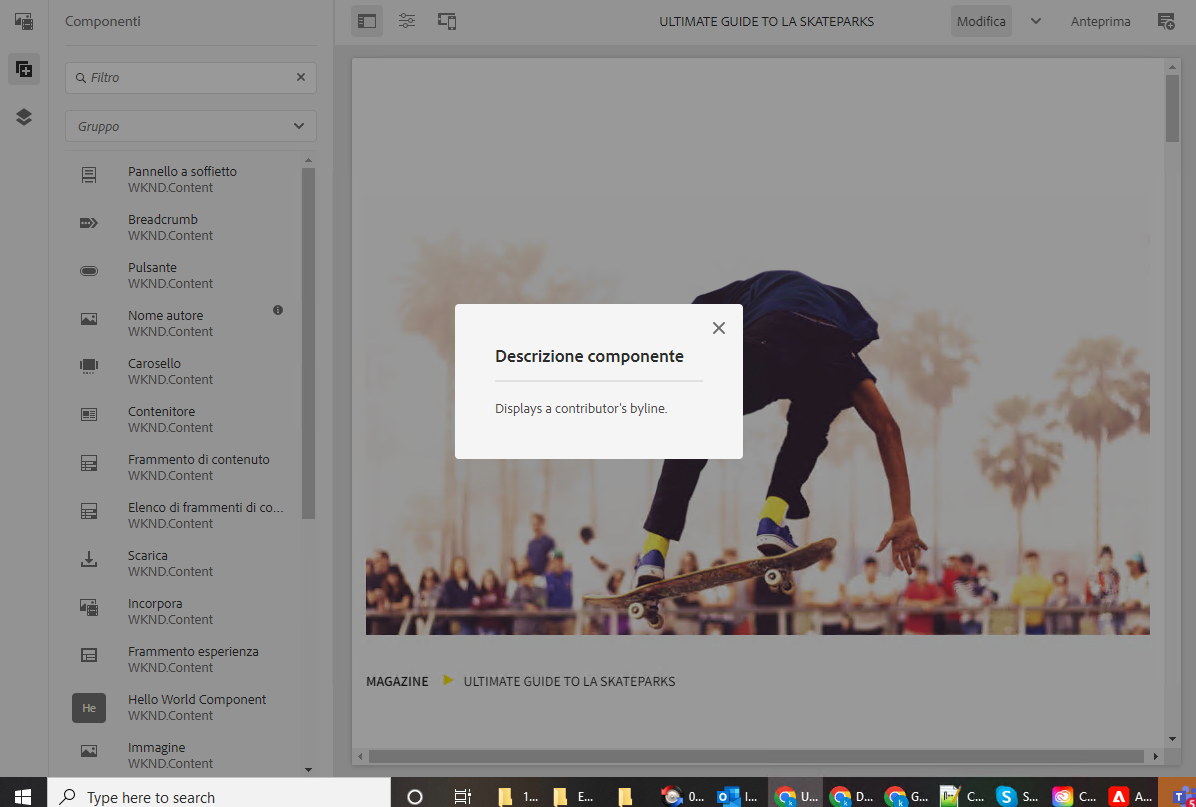 Componenti
ULTIMATE GUIDE TO LA SKATEPARKS
Modifica
Anteprima
Filtro
Gruppo
Pannello a soffietto
WKND.Content
Breadcrumb
WKND.Content
Pulsante
WKND.Content
Nome autore
WKND.Content
Carosello
WKND.Content
Contenitore
WKND.Content
Frammento di contenuto
WKND.Content
Elenco di frammenti di co...
WKND.Content
Scarica
WKND.Content
Incorpora
WKND.Content
Frammento esperienza
WKND.Content
He
Hello World Component
WKND.Content
Immagine
WKND.Content
Descrizione componente
Displays a contributor's byline.
MAGAZINE ULTIMATE GUIDE TO LA SKATEPARKS
Type here to search
1...
E...
0...
I...
U...
D...
G...
C...
S...
C...
A...
5